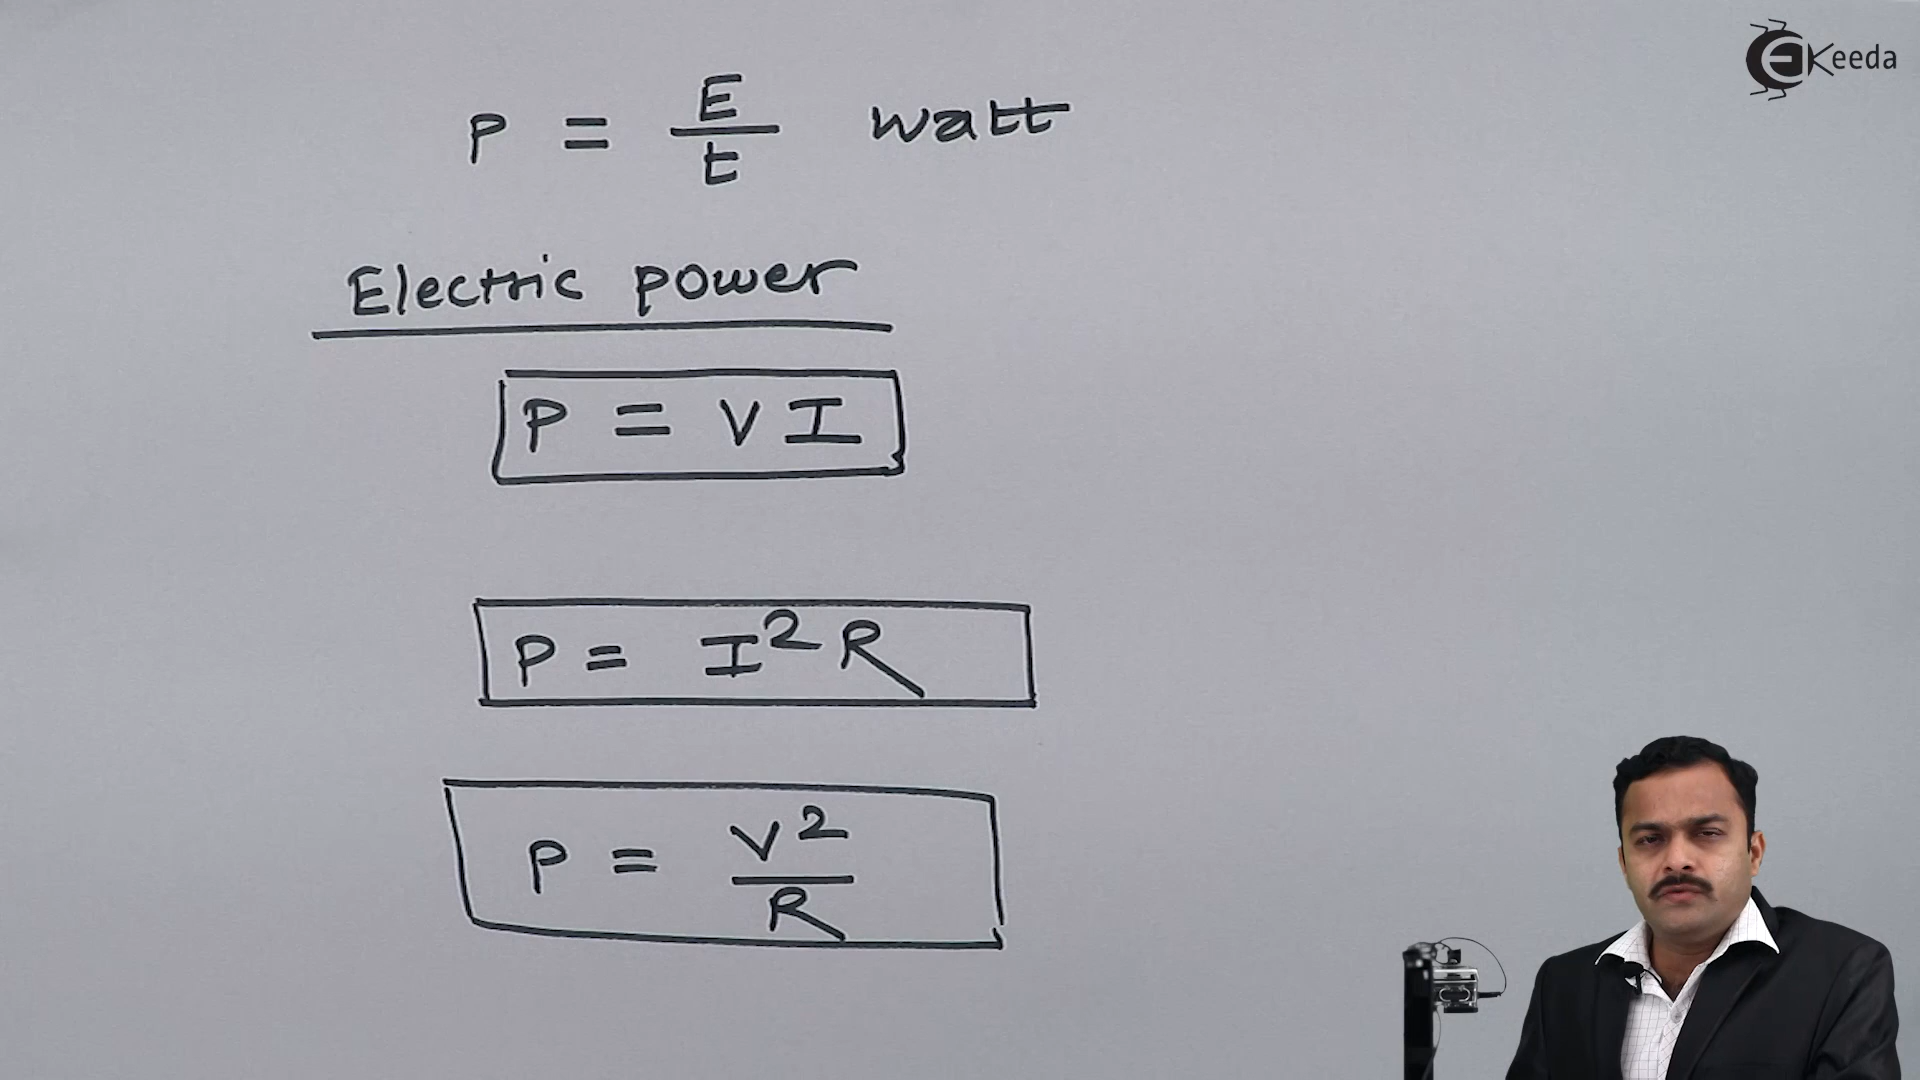 EKeeda
P = E/t watt
Electric power
P = VI
P = I²R
P = V²/R